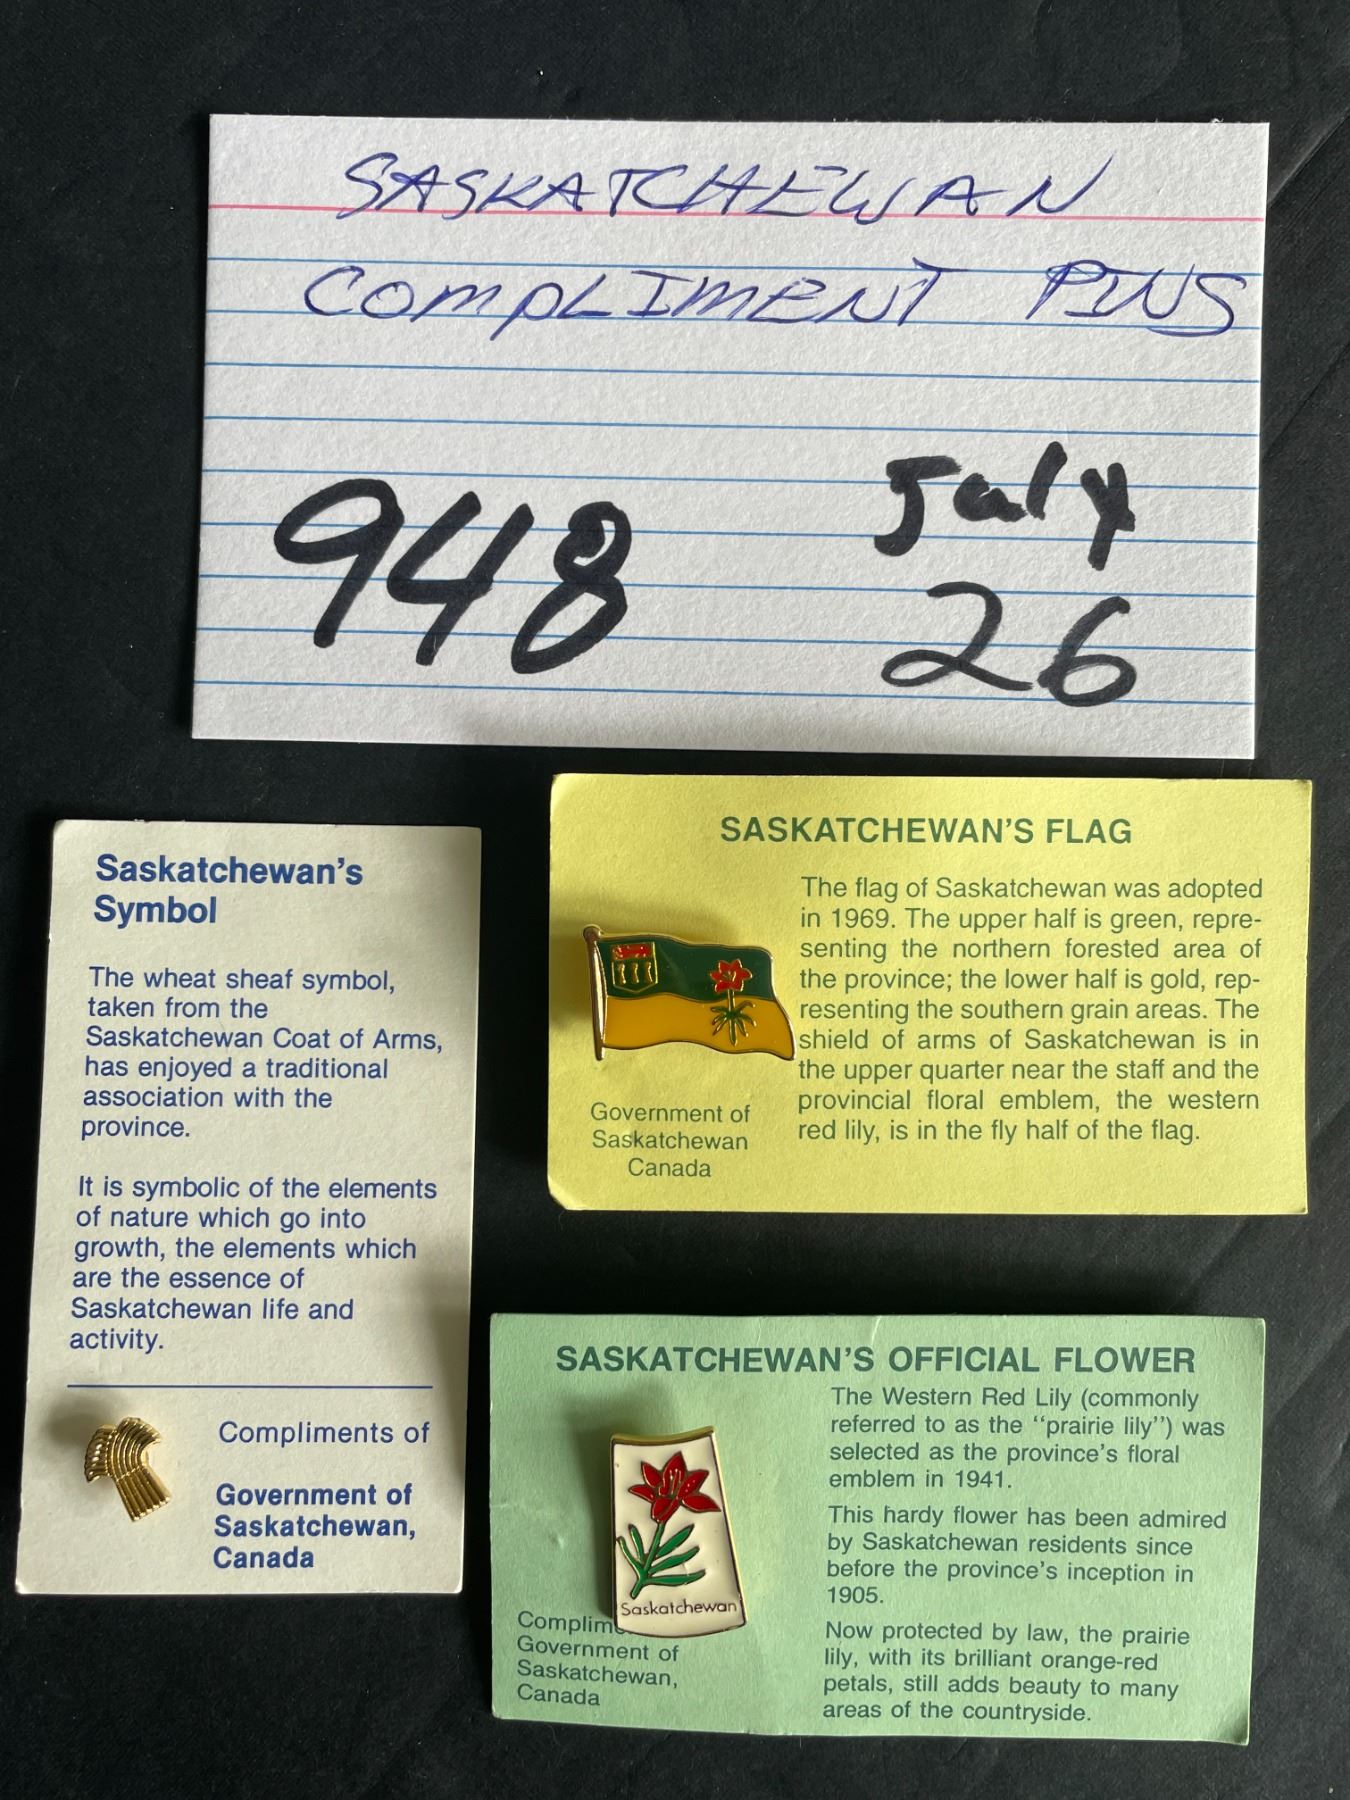 SASKATCHEWAN
COMPLIMENT PINS
948
July
26
Saskatchewan's
Symbol
The wheat sheaf symbol,
taken from the
Saskatchewan Coat of Arms,
has enjoyed a traditional
association with the
province.
It is symbolic of the elements
of nature which go into
growth, the elements which
are the essence of
Saskatchewan life and
activity.
Compliments of
Government of
Saskatchewan,
Canada
SASKATCHEWAN'S FLAG
The flag of Saskatchewan was adopted
in 1969. The upper half is green, repre-
senting the northern forested area of
the province; the lower half is gold, rep-
resenting the southern grain areas. The
shield of arms of Saskatchewan is in
the upper quarter near the staff and the
provincial floral emblem, the western
red lily, is in the fly half of the flag.
Government of
Saskatchewan
Canada
SASKATCHEWAN'S OFFICIAL FLOWER
The Western Red Lily (commonly
referred to as the "prairie lily") was
selected as the province's floral
emblem in 1941.
This hardy flower has been admired
by Saskatchewan residents since
before the province's inception in
1905.
Now protected by law, the prairie
lily, with its brilliant orange-red
petals, still adds beauty to many
areas of the countryside.
Saskatchewan
Complim
Government of
Saskatchewan,
Canada